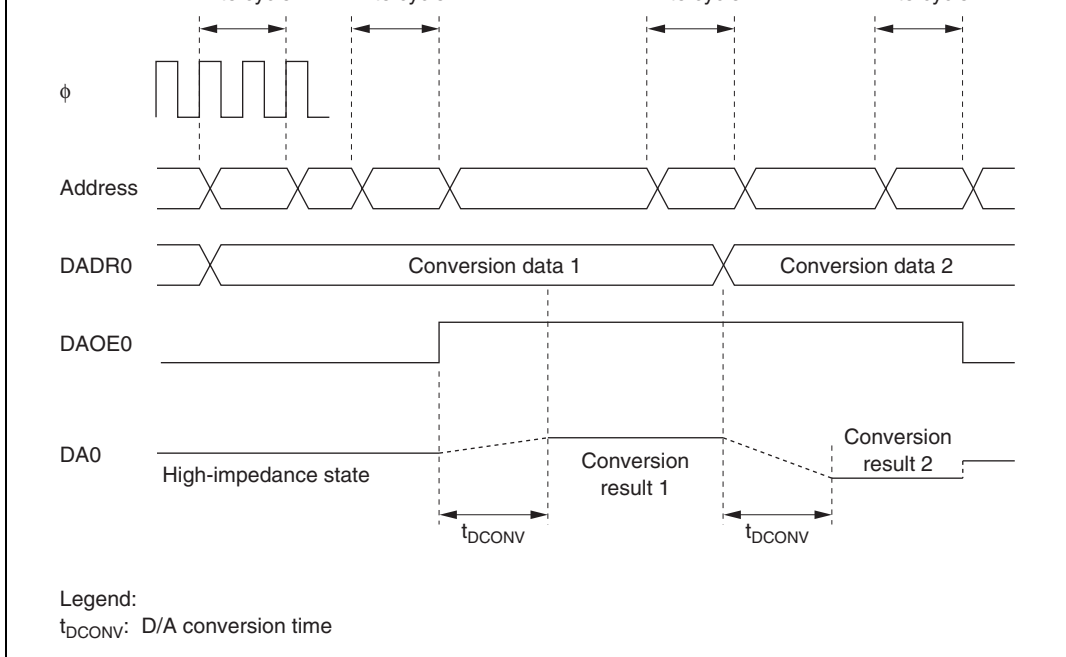 ϕ
Address
DADR0
Conversion data 1
Conversion data 2
DAOE0
DA0
High-impedance state
Conversion
result 1
Conversion
result 2
tDCONV
tDCONV
Legend:
tDCONV: D/A conversion time